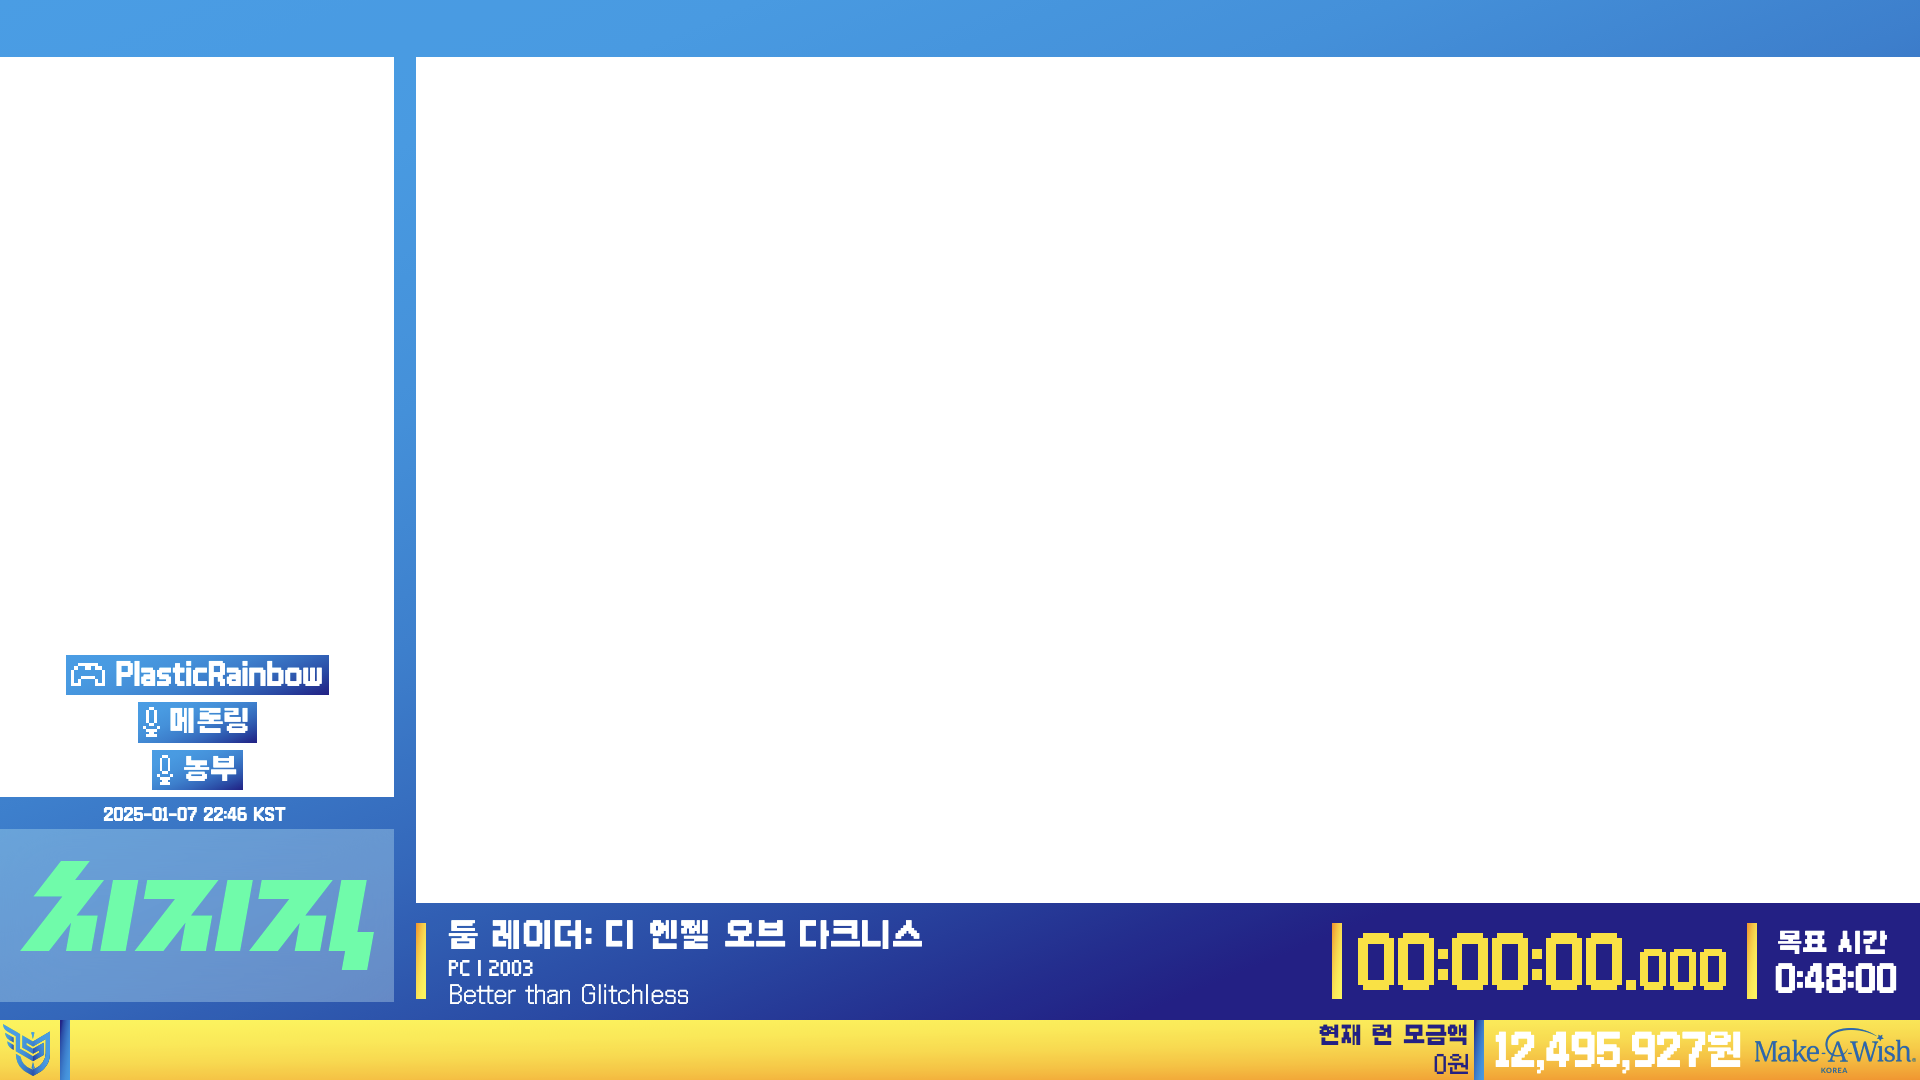 PlasticRainbow
메론링
농부
2025-01-07 22:46 KST
치지직
툼 레이더: 디 엔젤 오브 다크니스
PC | 2003
Better than Glitchless
00:00:00.000
목표 시간
0:48:00
현재 런 모금액
0원
12,495,927원
Make-A-Wish®
KOREA